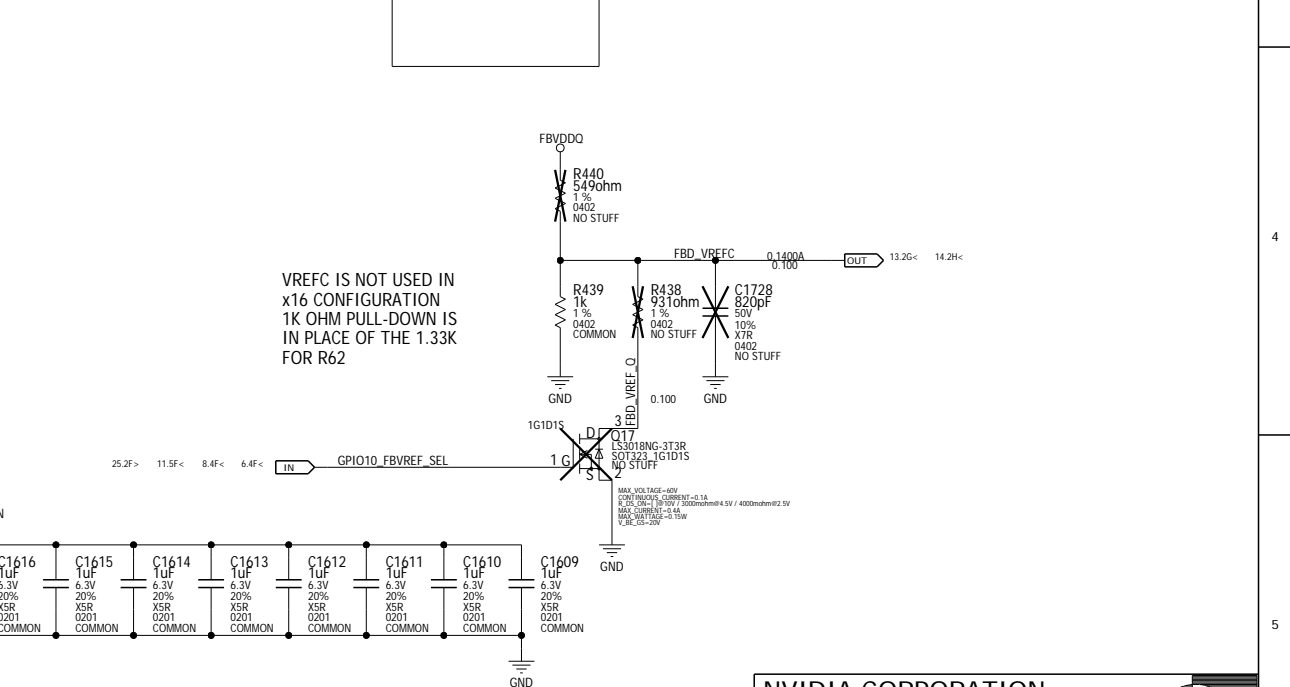 FBVDDQ
R440
549ohm
1 %
0402
NO STUFF
4
FBD_VREFC
0.1400A
0.100
OUT
13.2G< 14.2H<
VREFC IS NOT USED IN
x16 CONFIGURATION
1K OHM PULL-DOWN IS
IN PLACE OF THE 1.33K
FOR R62
R439
1k
1 %
0402
COMMON
R438
931ohm
1 %
0402
NO STUFF
C1728
820pF
50V
10%
X7R
0402
NO STUFF
GND
FBD_VREF_Q
0.100
GND
1G1D1S
3
D
Q17
LS3018NG-3T3R
SOT323_1G1D1S
NO STUFF
1 G
S
2
25.2F> 11.5F< 8.4F< 6.4F< IN GPIO10_FBVREF_SEL
MAX_VOLTAGE=60V
CONTINUOUS_CURRENT=0.1A
R_DS_ON=[ ]@10V / 3000mohm@4.5V / 4000mohm@2.5V
MAX_CURRENT=0.4A
MAX_WATTAGE=0.15W
V_BE_GS=20V
GND
N
C1616
1uF
6.3V
20%
X5R
0201
COMMON
C1615
1uF
6.3V
20%
X5R
0201
COMMON
C1614
1uF
6.3V
20%
X5R
0201
COMMON
C1613
1uF
6.3V
20%
X5R
0201
COMMON
C1612
1uF
6.3V
20%
X5R
0201
COMMON
C1611
1uF
6.3V
20%
X5R
0201
COMMON
C1610
1uF
6.3V
20%
X5R
0201
COMMON
C1609
1uF
6.3V
20%
X5R
0201
COMMON
5
GND
NVIDIA CORPORATION